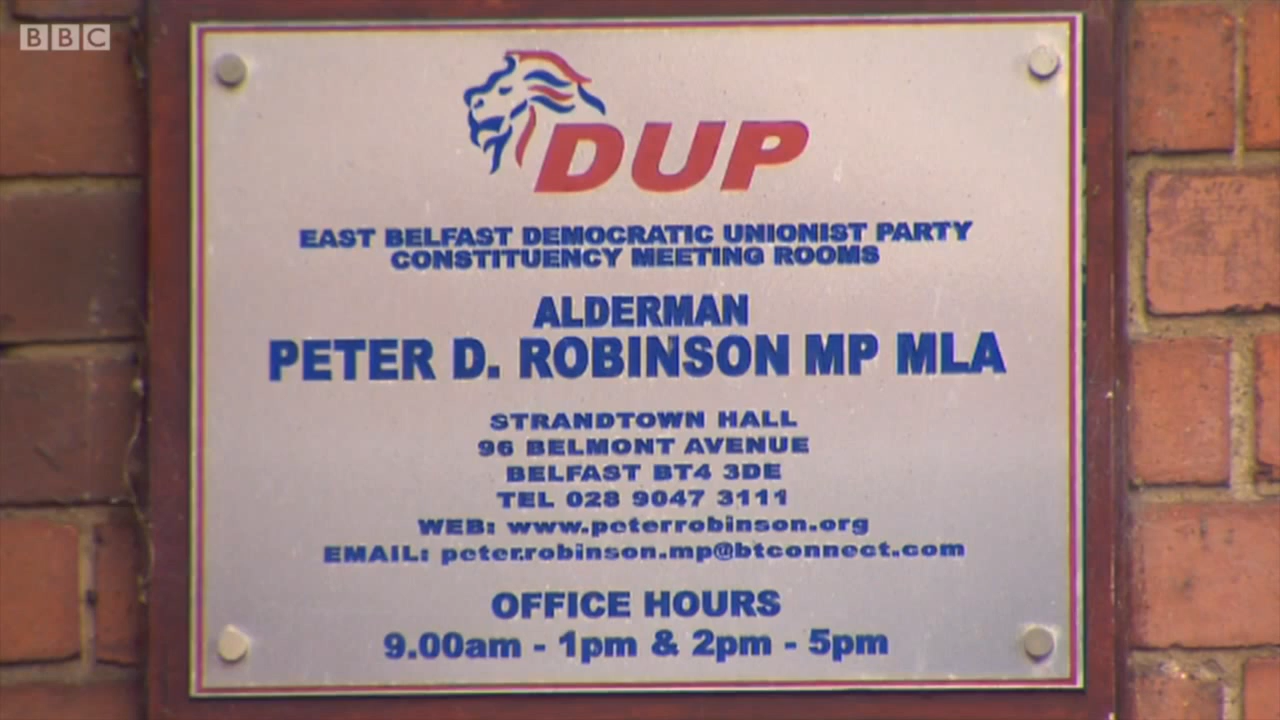 BBC
DUP
EAST BELFAST DEMOCRATIC UNIONIST PARTY
CONSTITUENCY MEETING ROOMS
ALDERMAN
PETER D. ROBINSON MP MLA
STRANDTOWN HALL
96 BELMONT AVENUE
BELFAST BT4 3DE
TEL 028 9047 3111
WEB: www.peterrobinson.org
EMAIL: peter.robinson.mp@btconnect.com
OFFICE HOURS
9.00am - 1pm & 2pm - 5pm